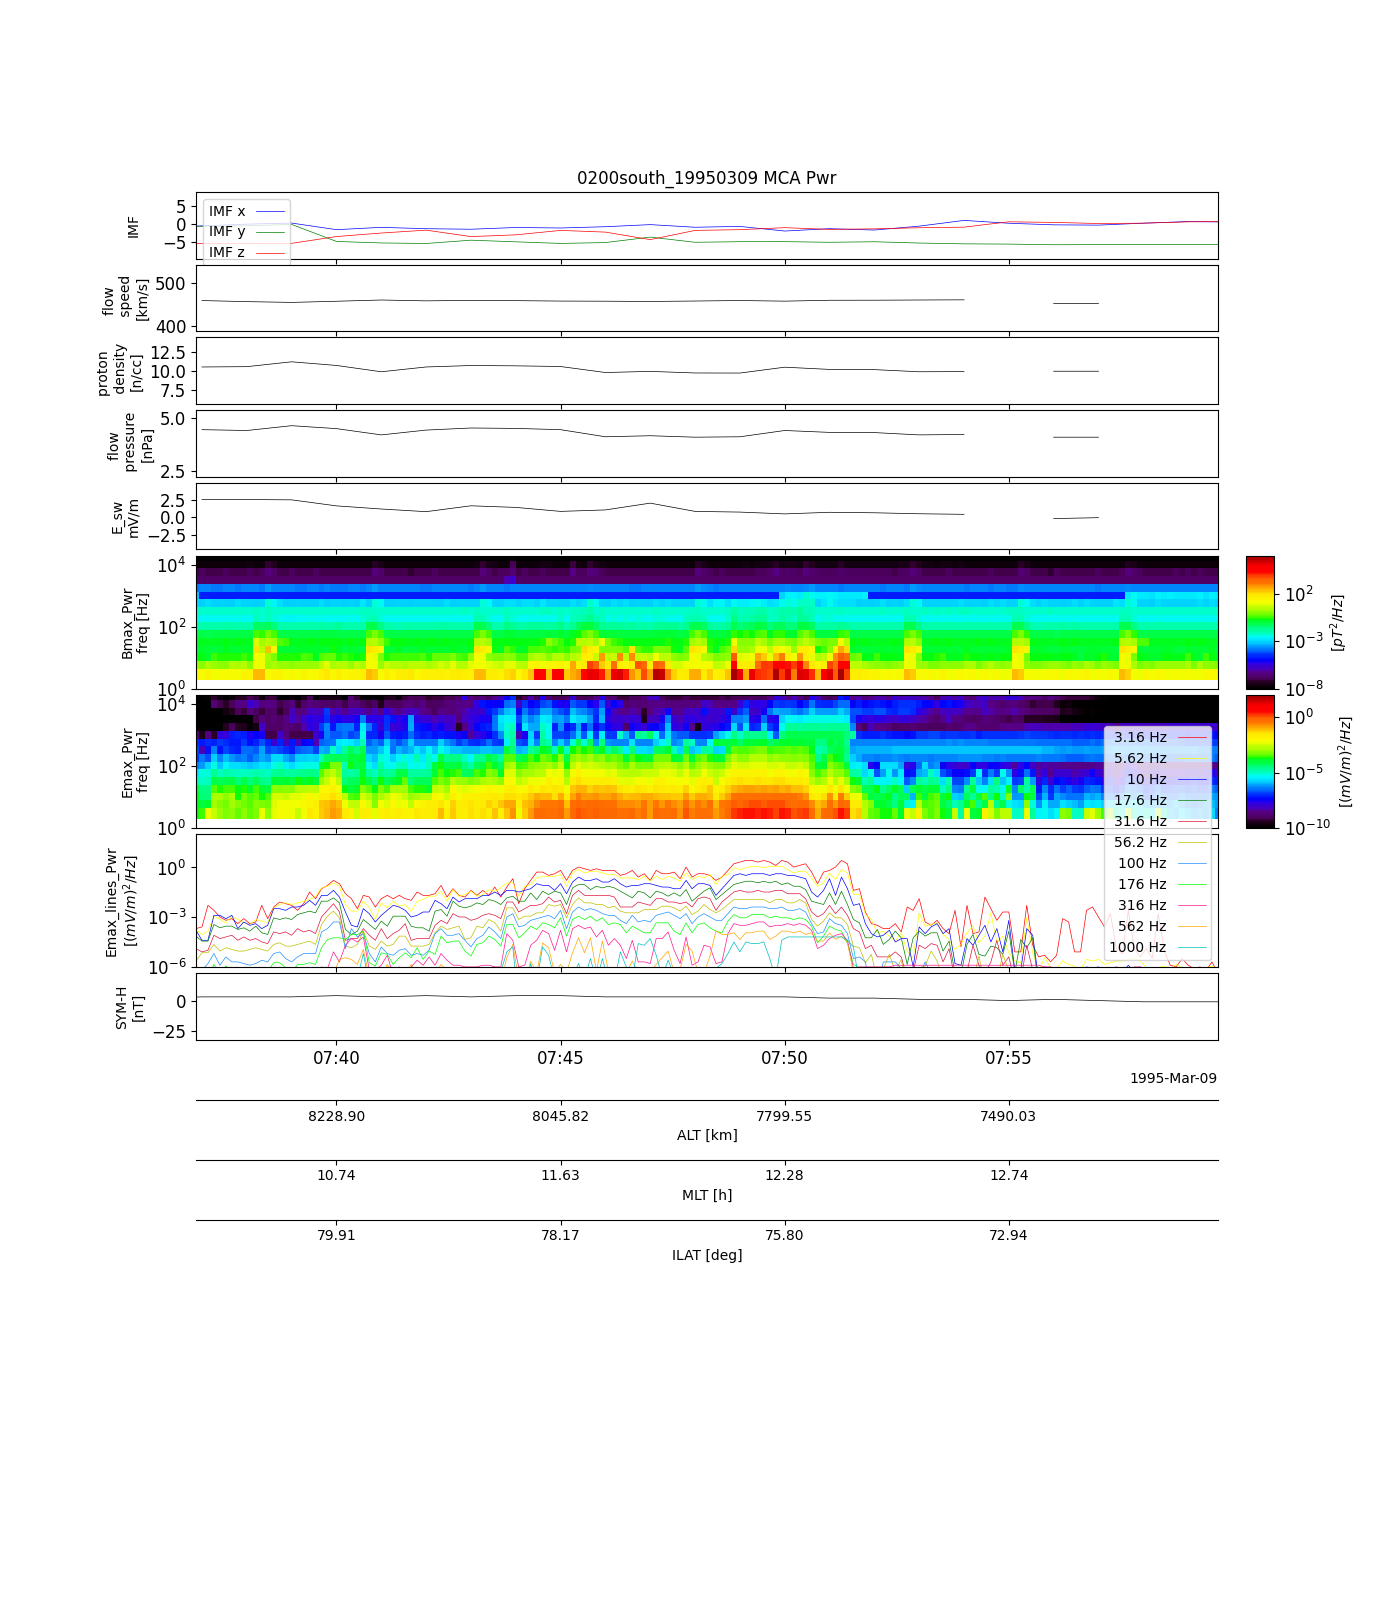 0200south_19950309 MCA Pwr
IMF
5
0
−5
IMF x
IMF y
IMF z
flow
speed
[km/s]
500
400
proton
density
[n/cc]
12.5
10.0
7.5
flow
pressure
[nPa]
5.0
2.5
E_sw
mV/m
2.5
0.0
−2.5
Bmax_Pwr
freq [Hz]
10^4
10^2
10^0
10^2
10^−3
10^−8
[pT^2/Hz]
Emax_Pwr
freq [Hz]
10^4
10^2
10^0
10^0
10^−5
10^−10
[(mV/m)^2/Hz]
3.16 Hz
5.62 Hz
10 Hz
17.6 Hz
31.6 Hz
56.2 Hz
100 Hz
176 Hz
316 Hz
562 Hz
1000 Hz
Emax_lines_Pwr
[(mV/m)^2/Hz]
10^0
10^−3
10^−6
SYM-H
[nT]
0
−25
07:40 07:45 07:50 07:55
1995-Mar-09
8228.90 8045.82 7799.55 7490.03
ALT [km]
10.74 11.63 12.28 12.74
MLT [h]
79.91 78.17 75.80 72.94
ILAT [deg]